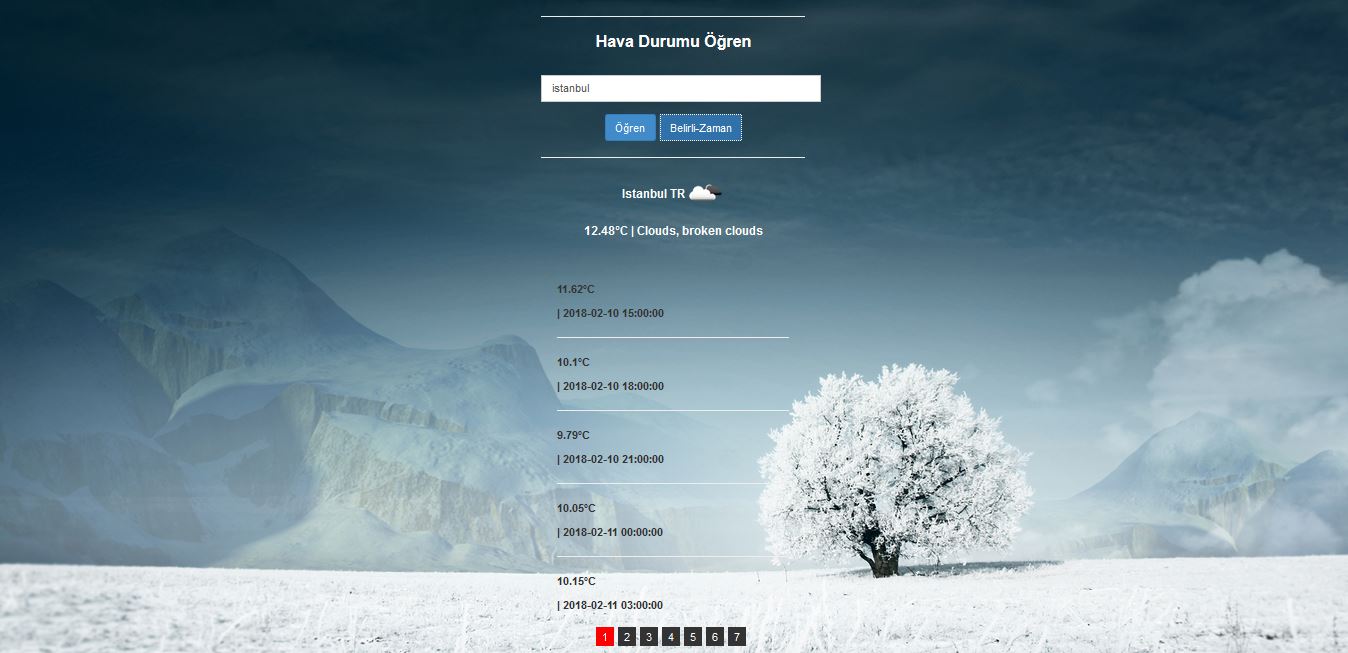 Hava Durumu Öğren
istanbul
Öğren Belirli-Zaman
Istanbul TR
12.48°C | Clouds, broken clouds
11.62°C
| 2018-02-10 15:00:00
10.1°C
| 2018-02-10 18:00:00
9.79°C
| 2018-02-10 21:00:00
10.05°C
| 2018-02-11 00:00:00
10.15°C
| 2018-02-11 03:00:00
1 2 3 4 5 6 7